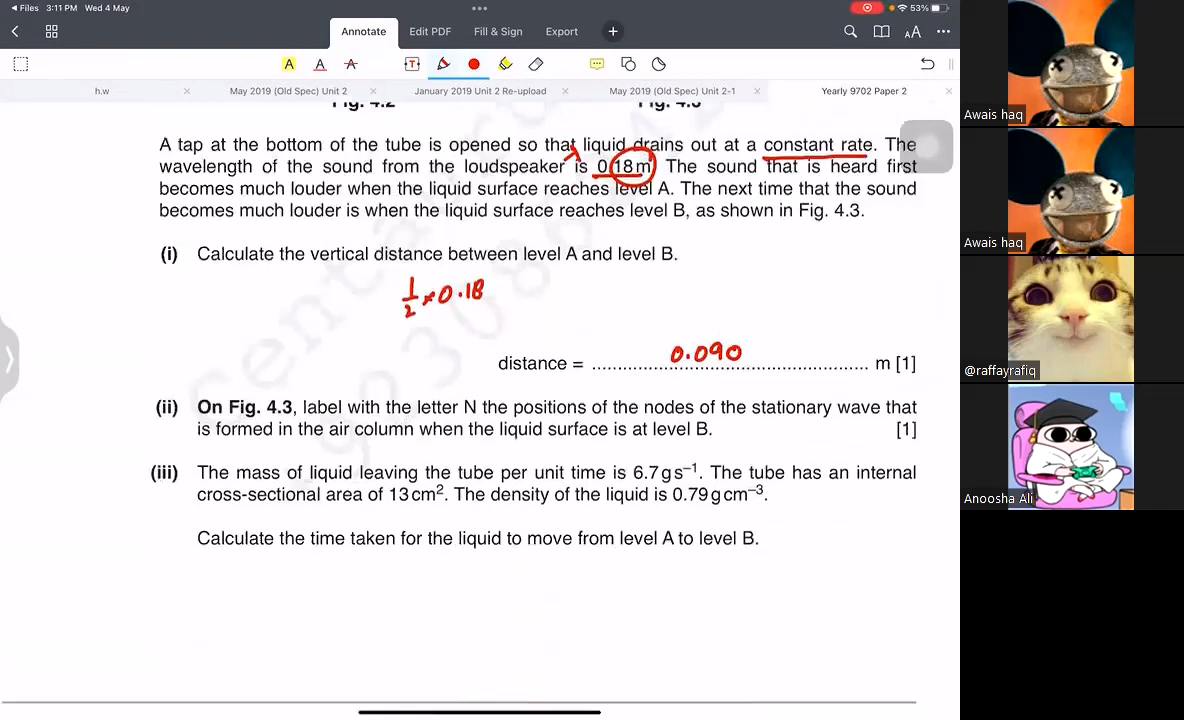 Files 3:11 PM Wed 4 May
53%
Annotate Edit PDF Fill & Sign Export
AA
A A A T
h.w May 2019 (Old Spec) Unit 2 January 2019 Unit 2 Re-upload May 2019 (Old Spec) Unit 2-1 Yearly 9702 Paper 2
Fig. 4.2 Fig. 4.3
A tap at the bottom of the tube is opened so that liquid drains out at a constant rate. The
wavelength of the sound from the loudspeaker is 0.18m. The sound that is heard first
becomes much louder when the liquid surface reaches level A. The next time that the sound
becomes much louder is when the liquid surface reaches level B, as shown in Fig. 4.3.
λ
(i) Calculate the vertical distance between level A and level B.
1/2 × 0.18
distance = 0.090 m [1]
(ii) On Fig. 4.3, label with the letter N the positions of the nodes of the stationary wave that
is formed in the air column when the liquid surface is at level B. [1]
(iii) The mass of liquid leaving the tube per unit time is 6.7 g s⁻¹. The tube has an internal
cross-sectional area of 13 cm². The density of the liquid is 0.79 g cm⁻³.
Calculate the time taken for the liquid to move from level A to level B.
Awais haq
Awais haq
@raffayrafiq
Anoosha Ali